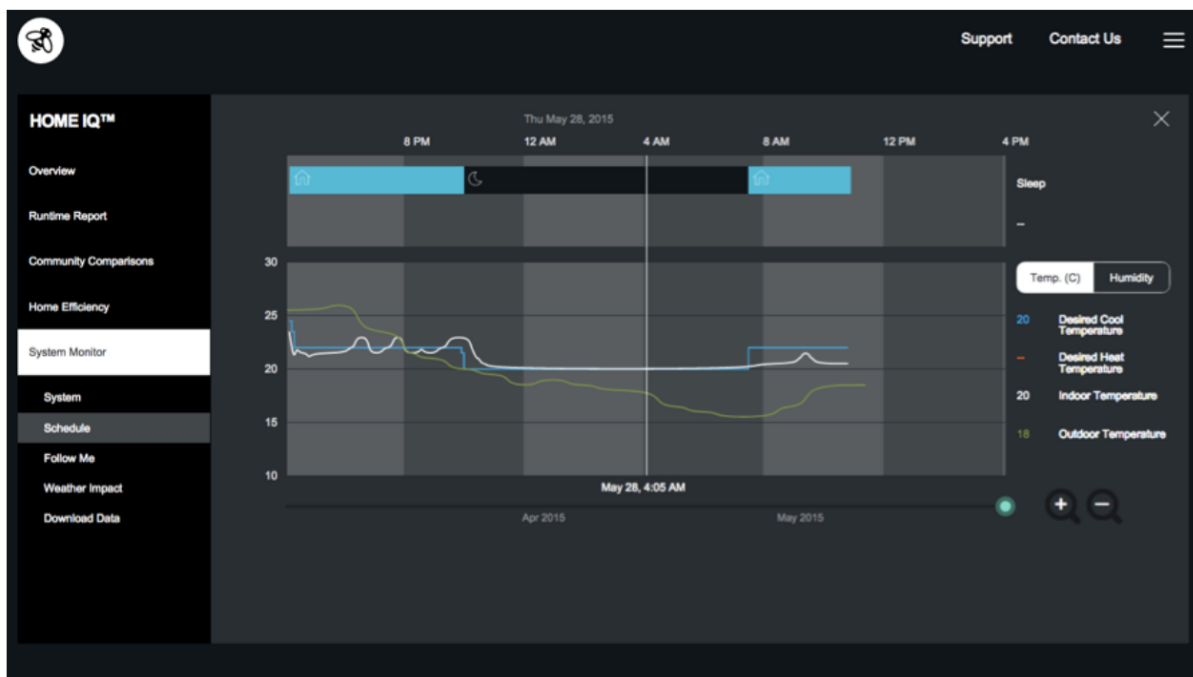 Support Contact Us
HOME IQ™
Overview
Runtime Report
Community Comparisons
Home Efficiency
System Monitor
System
Schedule
Follow Me
Weather Impact
Download Data
Thu May 28, 2015
8 PM 12 AM 4 AM 8 AM 12 PM 4 PM
Sleep
--
30
25
20
15
10
Temp. (C) Humidity
20 Desired Cool
Temperature
-- Desired Heat
Temperature
20 Indoor Temperature
18 Outdoor Temperature
May 28, 4:05 AM
Apr 2015 May 2015